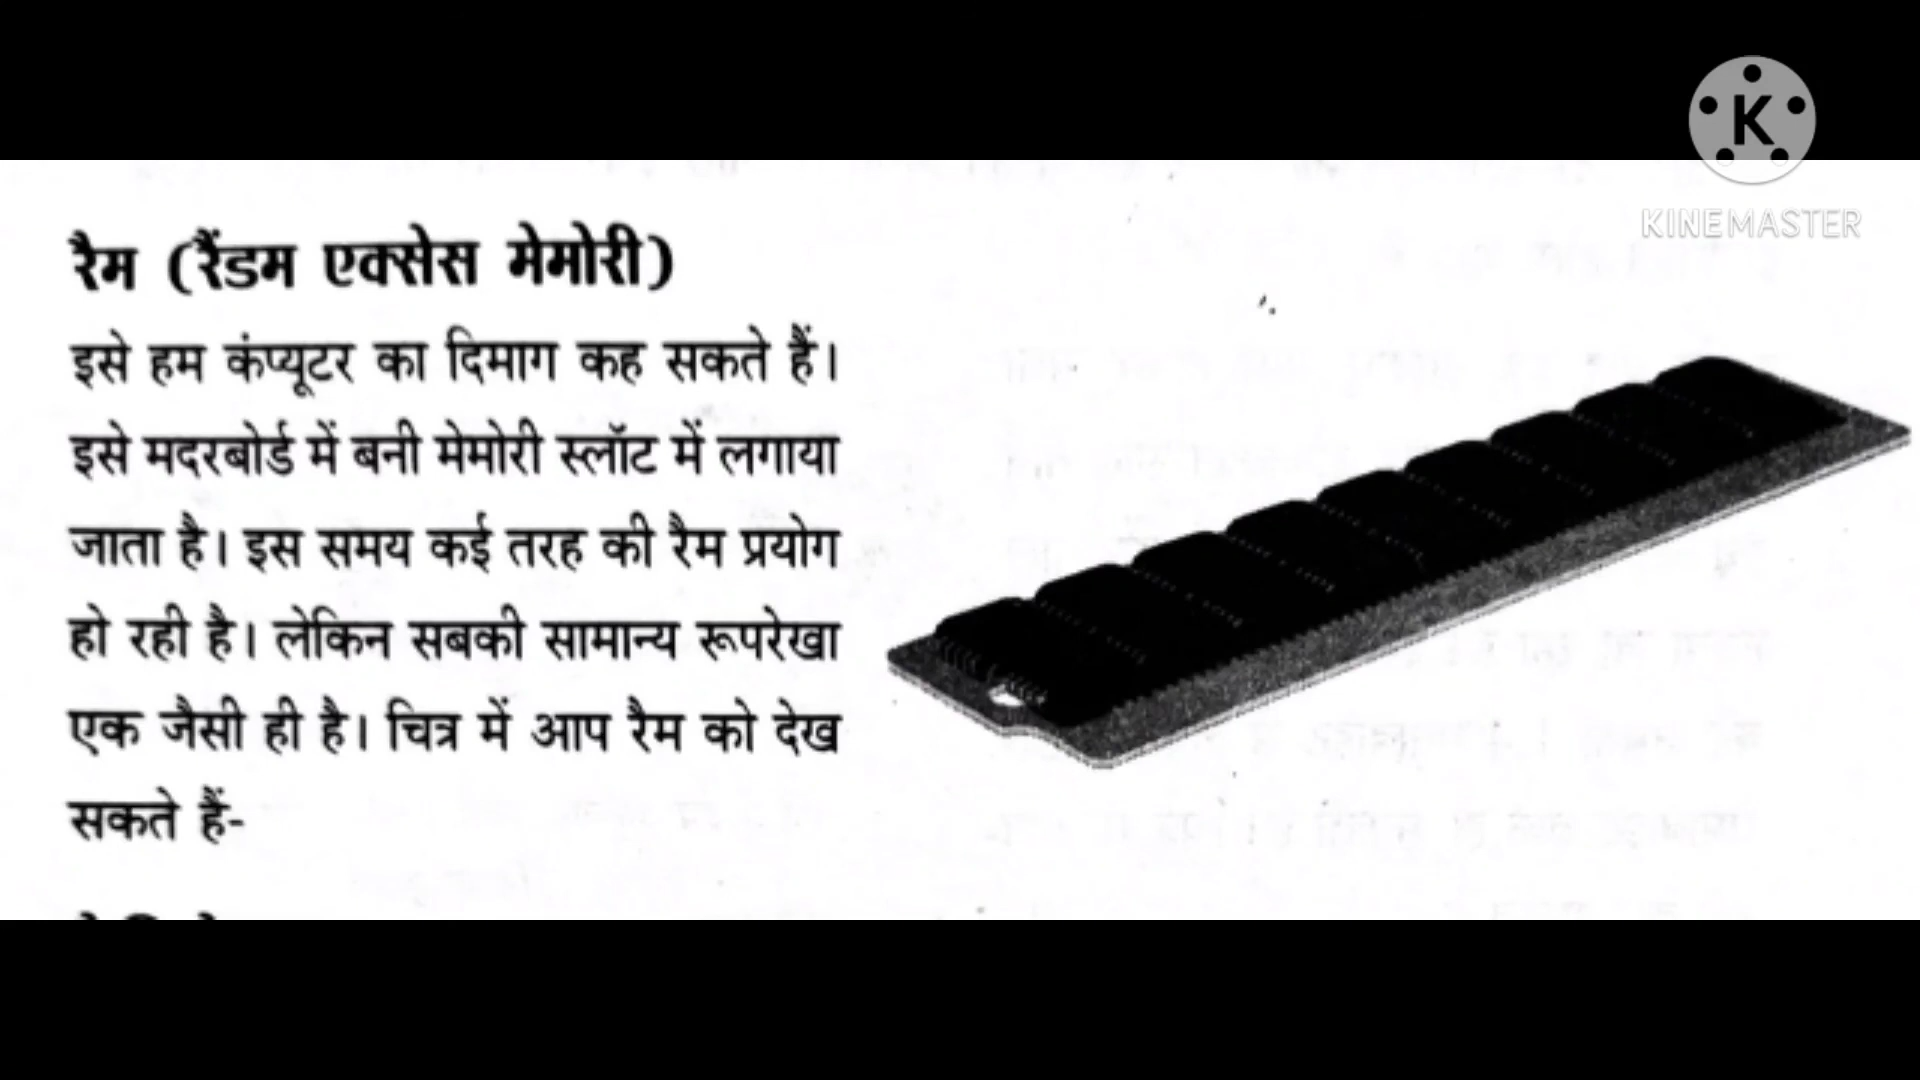 K
KINEMASTER
रैम (रैंडम एक्सेस मेमोरी)
इसे हम कंप्यूटर का दिमाग कह सकते हैं।
इसे मदरबोर्ड में बनी मेमोरी स्लॉट में लगाया
जाता है। इस समय कई तरह की रैम प्रयोग
हो रही है। लेकिन सबकी सामान्य रूपरेखा
एक जैसी ही है। चित्र में आप रैम को देख
सकते हैं-